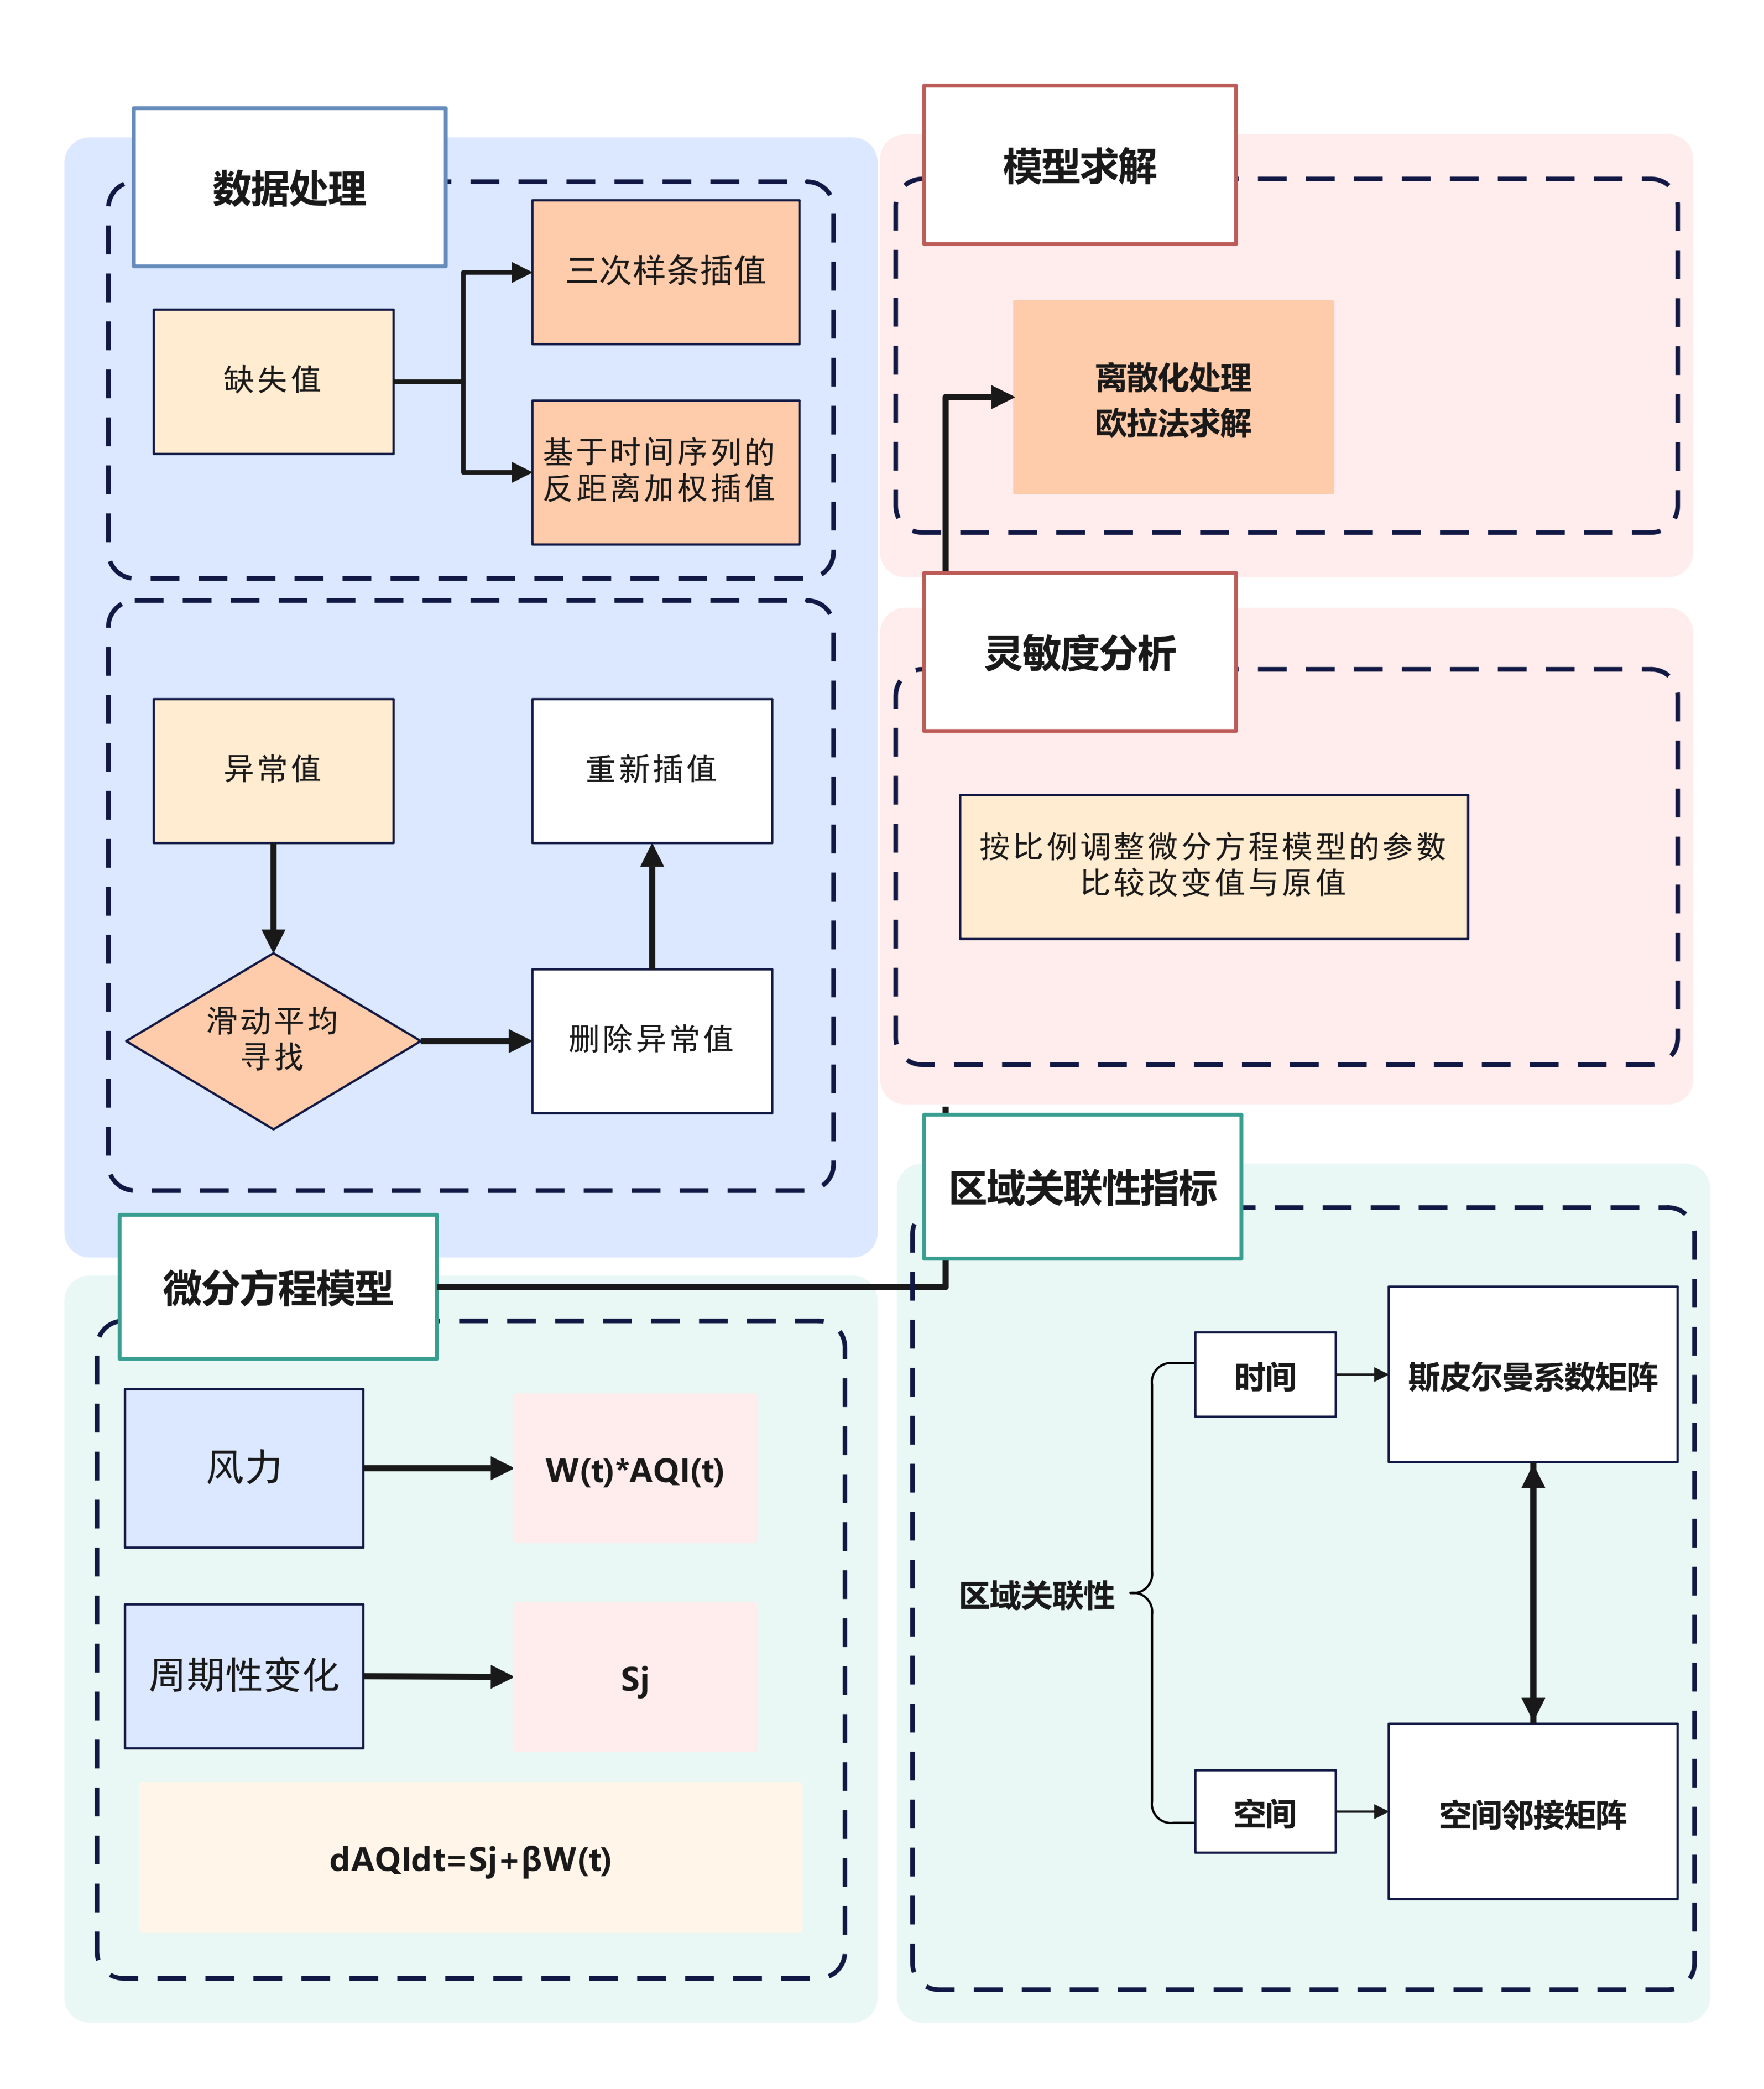 数据处理
缺失值
三次样条插值
基于时间序列的
反距离加权插值
异常值
重新插值
滑动平均
寻找
删除异常值
模型求解
离散化处理
欧拉法求解
灵敏度分析
按比例调整微分方程模型的参数
比较改变值与原值
微分方程模型
风力
W(t)*AQI(t)
周期性变化
Sj
dAQIdt=Sj+βW(t)
区域关联性指标
时间
斯皮尔曼系数矩阵
区域关联性
空间
空间邻接矩阵